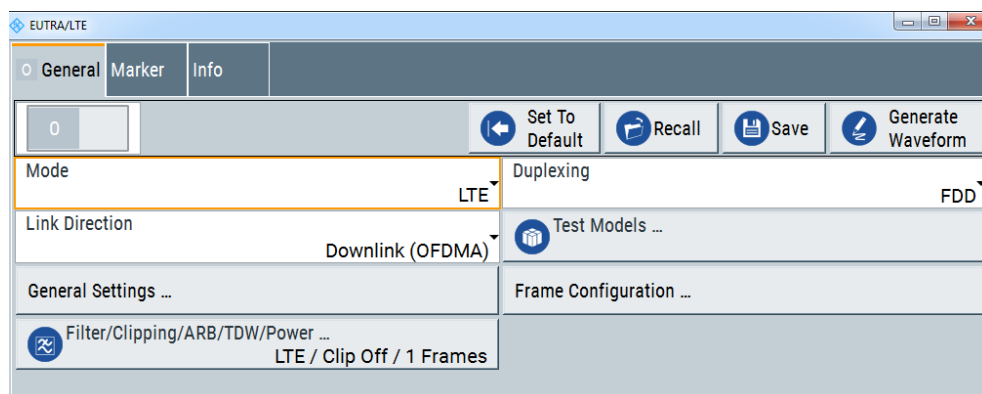 EUTRA/LTE
0 General Marker Info
0
Set To
Default
Recall
Save
Generate
Waveform
Mode
LTE
Duplexing
FDD
Link Direction
Downlink (OFDMA)
Test Models ...
General Settings ...
Frame Configuration ...
Filter/Clipping/ARB/TDW/Power ...
LTE / Clip Off / 1 Frames